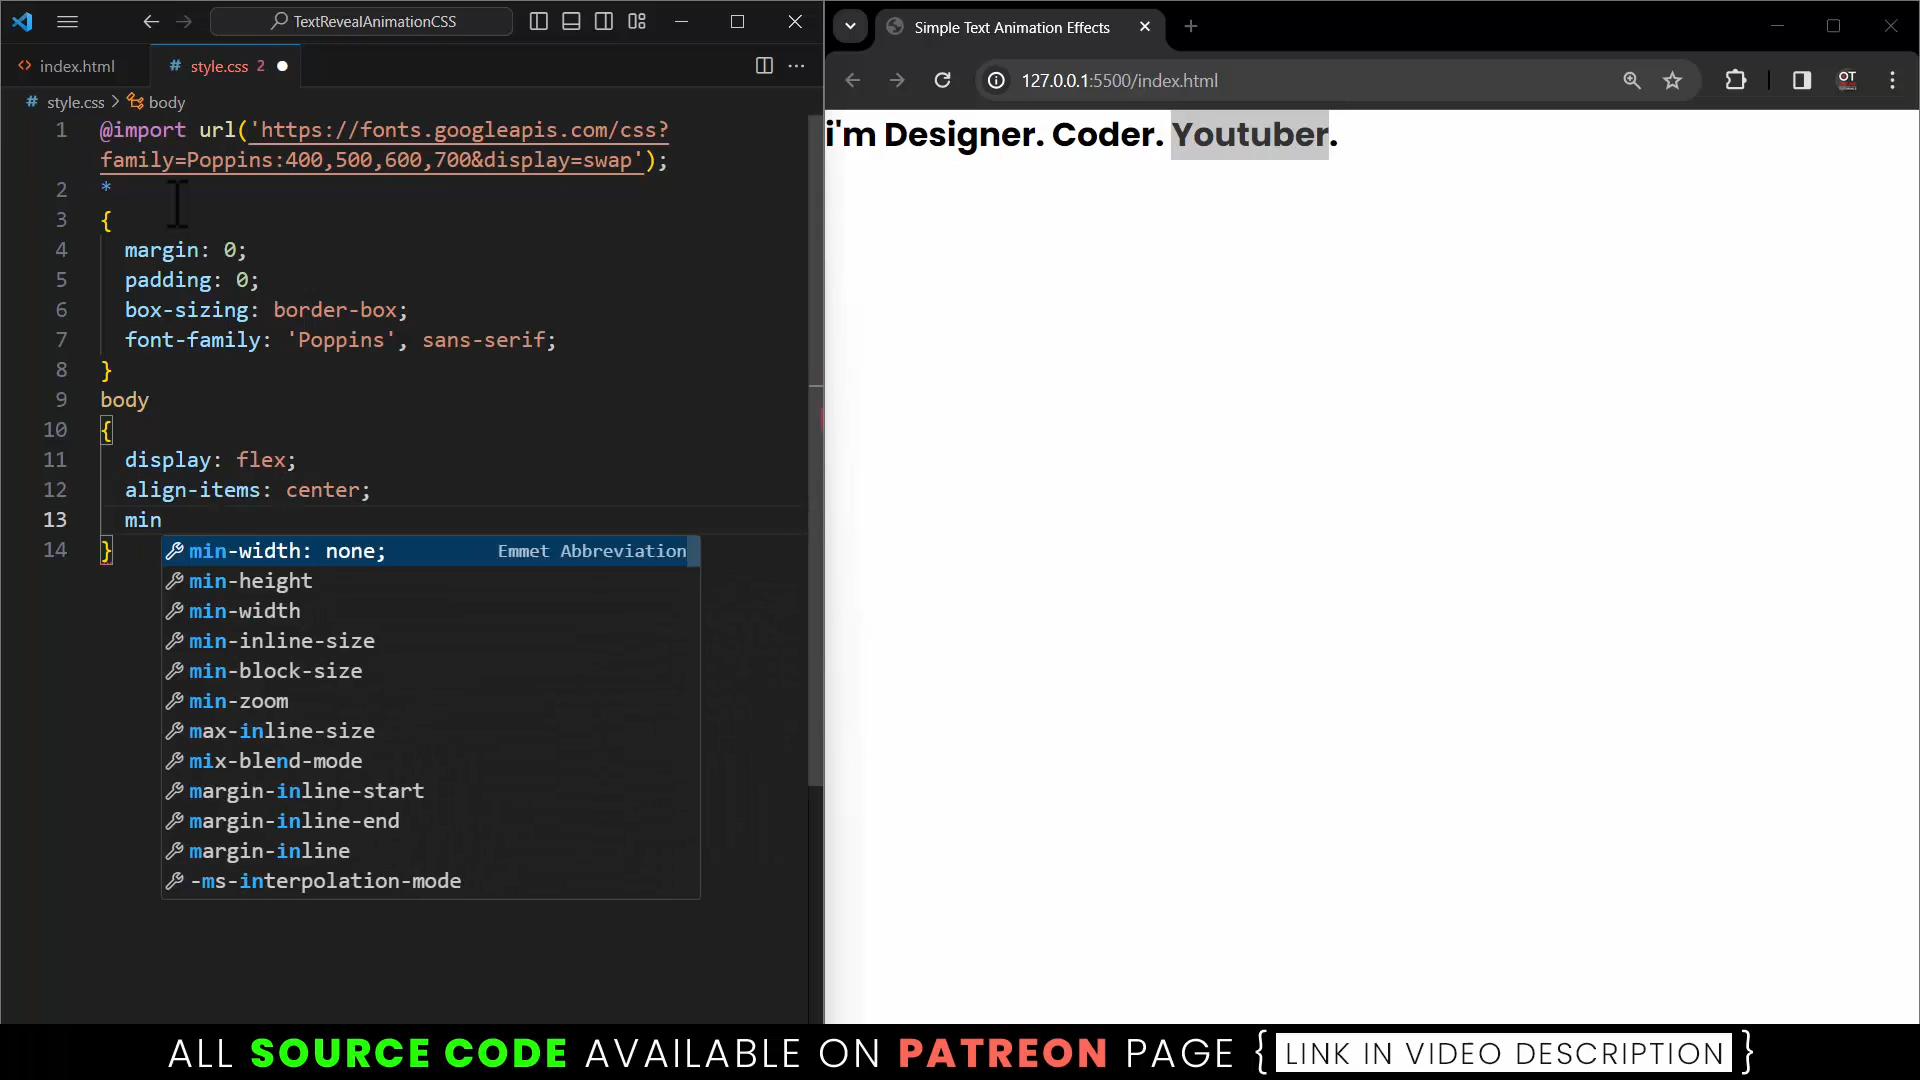 TextRevealAnimationCSS
index.html
# style.css 2
# style.css > body
1 @import url('https://fonts.googleapis.com/css?
family=Poppins:400,500,600,700&display=swap');
2 *
3 {
4 margin: 0;
5 padding: 0;
6 box-sizing: border-box;
7 font-family: 'Poppins', sans-serif;
8 }
9 body
10 {
11 display: flex;
12 align-items: center;
13 min
14 }
min-width: none; Emmet Abbreviation
min-height
min-width
min-inline-size
min-block-size
min-zoom
max-inline-size
mix-blend-mode
margin-inline-start
margin-inline-end
margin-inline
-ms-interpolation-mode
Simple Text Animation Effects
127.0.0.1:5500/index.html
OT
i'm Designer. Coder. Youtuber.
ALL SOURCE CODE AVAILABLE ON PATREON PAGE { LINK IN VIDEO DESCRIPTION }